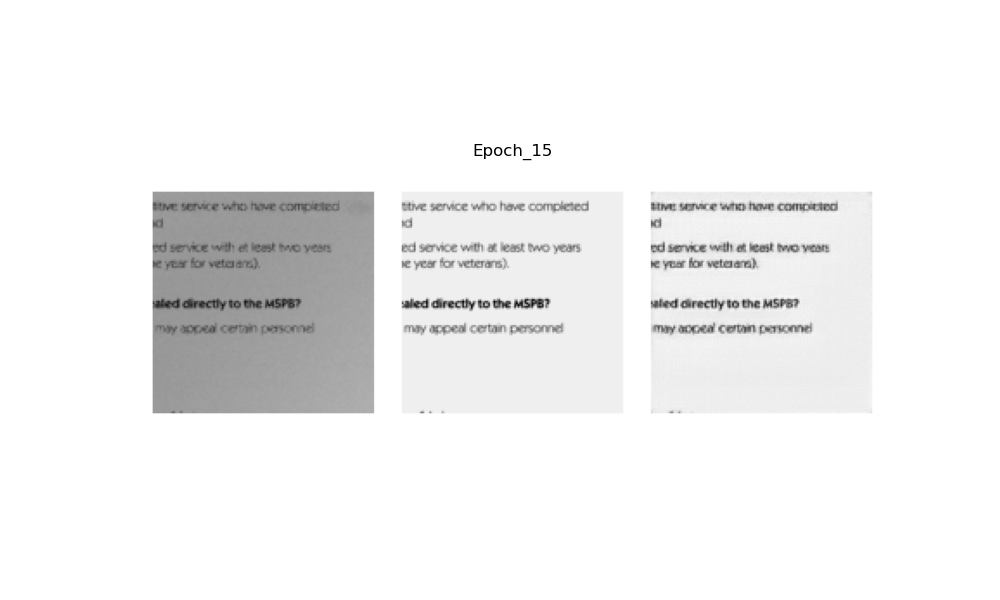 Epoch_15
titive service who have completed
nd
ed service with at least two years
e year for veterans).
ealed directly to the MSPB?
may appeal certain personnel
titive service who have completed
nd
ed service with at least two years
e year for veterans).
ealed directly to the MSPB?
may appeal certain personnel
titive service who have completed
nd
ed service with at least two years
e year for veterans).
ealed directly to the MSPB?
may appeal certain personnel